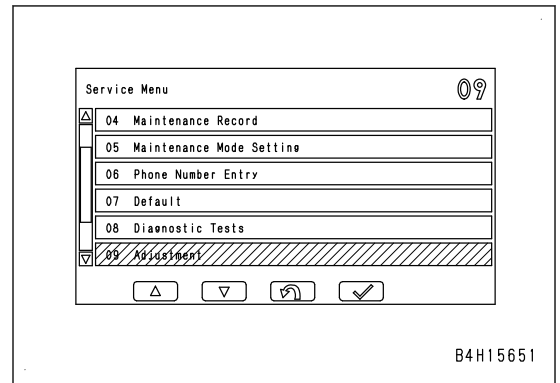 Service Menu 09
04 Maintenance Record
05 Maintenance Mode Setting
06 Phone Number Entry
07 Default
08 Diagnostic Tests
09 Adjustment
B4H15651